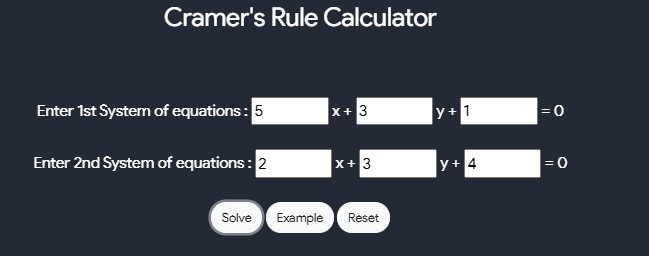 Cramer's Rule Calculator
Enter 1st System of equations : 5 x + 3 y + 1 = 0
Enter 2nd System of equations : 2 x + 3 y + 4 = 0
Solve Example Reset